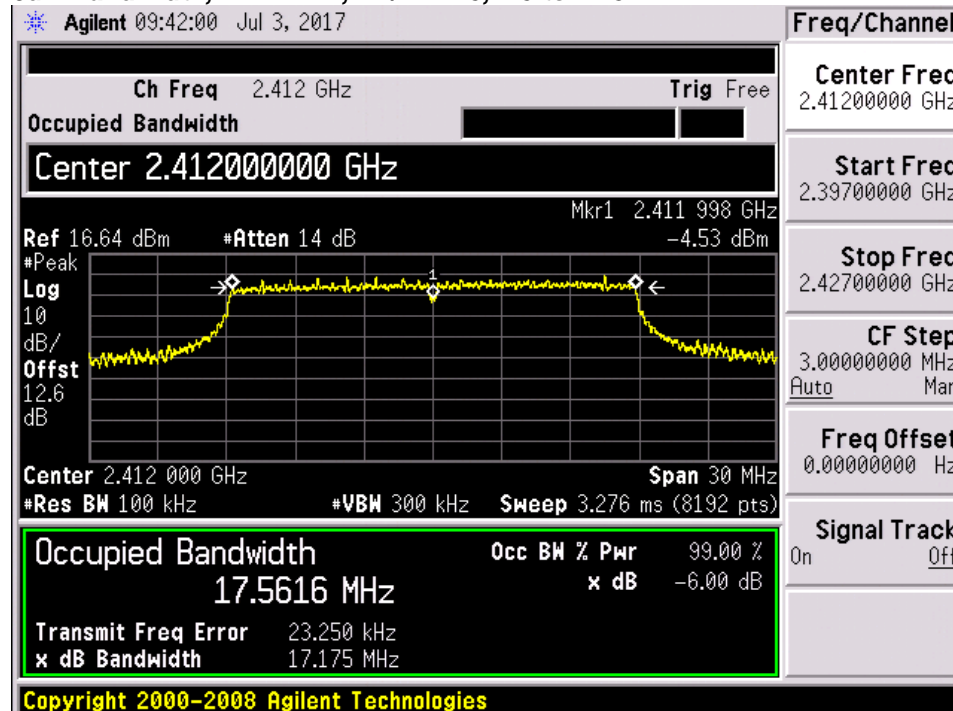 Agilent 09:42:00 Jul 3, 2017
Freq/Channel
Ch Freq 2.412 GHz Trig Free
Occupied Bandwidth
Center 2.412000000 GHz
Mkr1 2.411 998 GHz
Ref 16.64 dBm #Atten 14 dB -4.53 dBm
#Peak
Log
10
dB/
Offst
12.6
dB
1
Center 2.412 000 GHz Span 30 MHz
#Res BW 100 kHz #VBW 300 kHz Sweep 3.276 ms (8192 pts)
Occupied Bandwidth Occ BW % Pwr 99.00 %
17.5616 MHz x dB -6.00 dB
Transmit Freq Error 23.250 kHz
x dB Bandwidth 17.175 MHz
Copyright 2000-2008 Agilent Technologies
Center Freq
2.41200000 GHz
Start Freq
2.39700000 GHz
Stop Freq
2.42700000 GHz
CF Step
3.00000000 MHz
Auto Man
Freq Offset
0.00000000 Hz
Signal Track
On Off